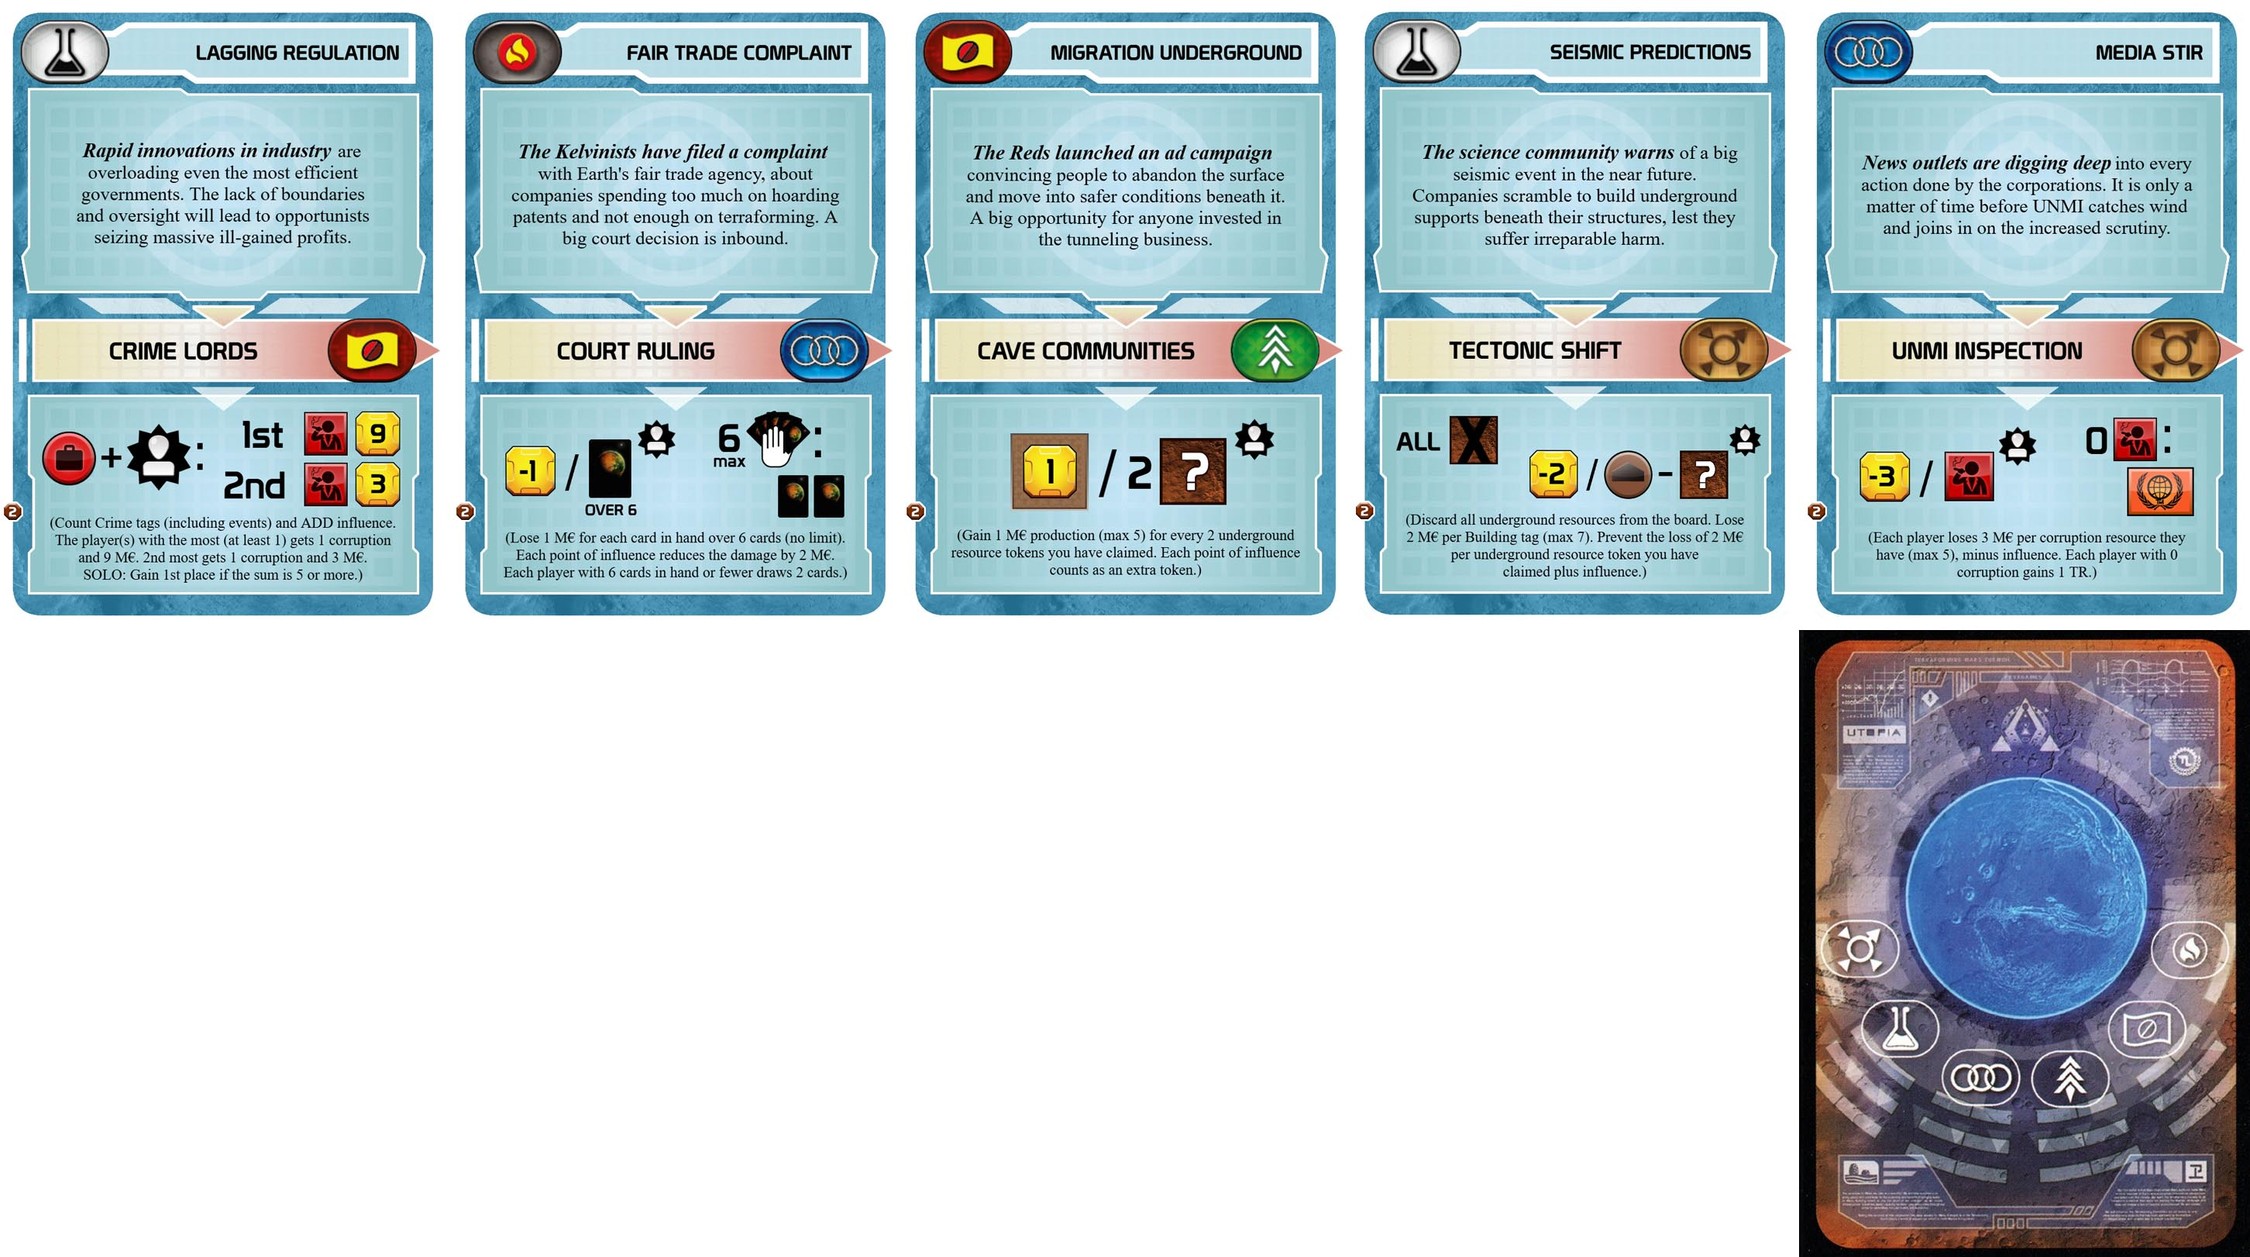 LAGGING REGULATION
Rapid innovations in industry are
overloading even the most efficient
governments. The lack of boundaries
and oversight will lead to opportunists
seizing massive ill-gained profits.
CRIME LORDS
+ : 1st 9
2nd 3
2
(Count Crime tags (including events) and ADD influence.
The player(s) with the most (at least 1) gets 1 corruption
and 9 M€. 2nd most gets 1 corruption and 3 M€.
SOLO: Gain 1st place if the sum is 5 or more.)
FAIR TRADE COMPLAINT
The Kelvinists have filed a complaint
with Earth's fair trade agency, about
companies spending too much on hoarding
patents and not enough on terraforming. A
big court decision is inbound.
COURT RULING
-1 / 6 max :
OVER 6
2
(Lose 1 M€ for each card in hand over 6 cards (no limit).
Each point of influence reduces the damage by 2 M€.
Each player with 6 cards in hand or fewer draws 2 cards.)
MIGRATION UNDERGROUND
The Reds launched an ad campaign
convincing people to abandon the surface
and move into safer conditions beneath it.
A big opportunity for anyone invested in
the tunneling business.
CAVE COMMUNITIES
1 / 2 ?
2
(Gain 1 M€ production (max 5) for every 2 underground
resource tokens you have claimed. Each point of influence
counts as an extra token.)
SEISMIC PREDICTIONS
The science community warns of a big
seismic event in the near future.
Companies scramble to build underground
supports beneath their structures, lest they
suffer irreparable harm.
TECTONIC SHIFT
ALL X
-2 / - ?
2
(Discard all underground resources from the board. Lose
2 M€ per Building tag (max 7). Prevent the loss of 2 M€
per underground resource token you have
claimed plus influence.)
MEDIA STIR
News outlets are digging deep into every
action done by the corporations. It is only a
matter of time before UNMI catches wind
and joins in on the increased scrutiny.
UNMI INSPECTION
-3 / 0 :
2
(Each player loses 3 M€ per corruption resource they
have (max 5), minus influence. Each player with 0
corruption gains 1 TR.)
UTOPIA